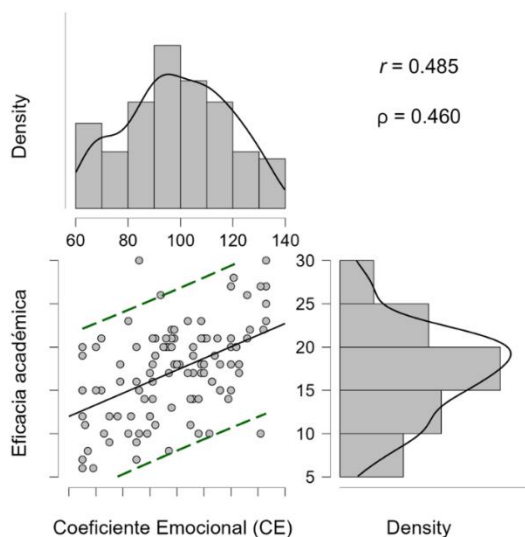 Density
r = 0.485
ρ = 0.460
60 80 100 120 140
Eficacia académica
30
25
20
15
10
5
Coeficiente Emocional (CE)
Density